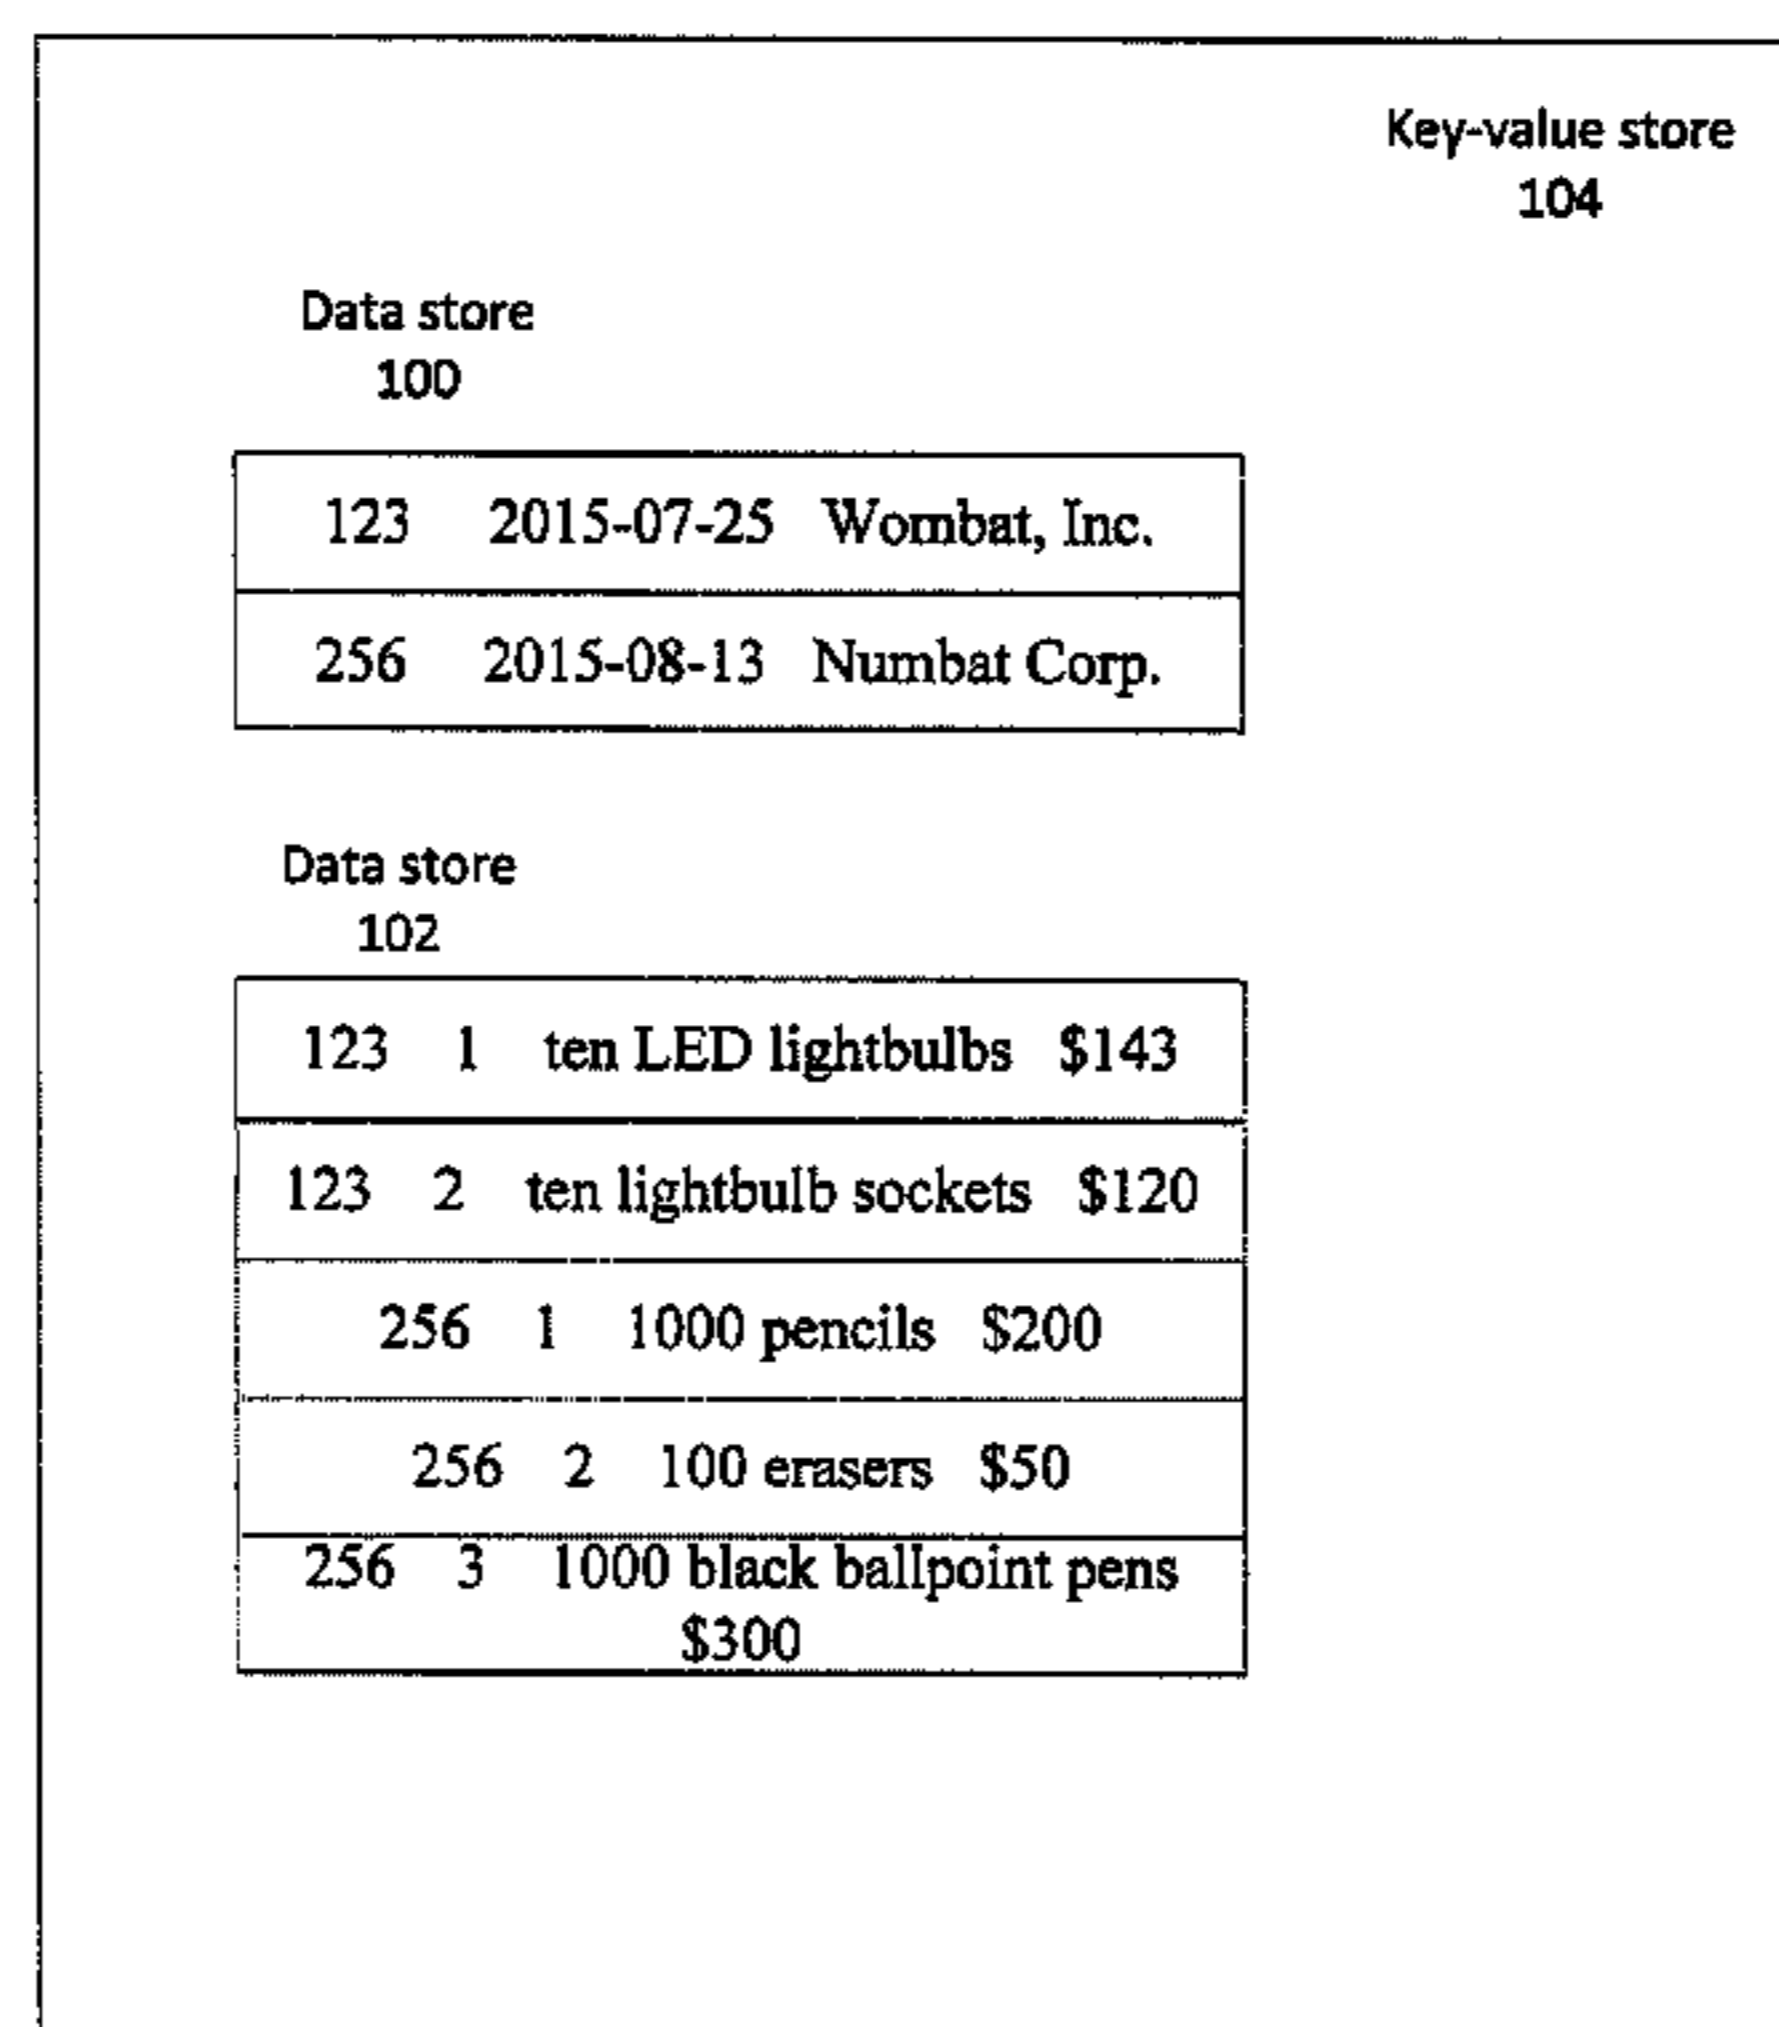 Key-value store
104
Data store
100
123 2015-07-25 Wombat, Inc.
256 2015-08-13 Numbat Corp.
Data store
102
123 1 ten LED lightbulbs $143
123 2 ten lightbulb sockets $120
256 1 1000 pencils $200
256 2 100 erasers $50
256 3 1000 black ballpoint pens
$300